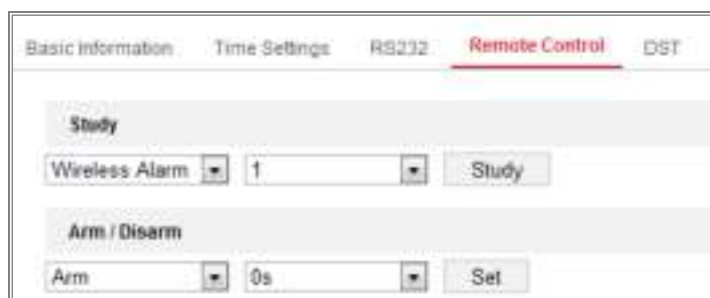 Basic Information Time Settings RS232 Remote Control DST
Study
Wireless Alarm 1 Study
Arm / Disarm
Arm 0s Set